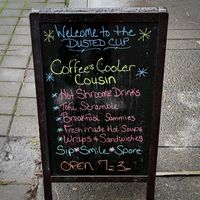 Welcome to the
DUSTED CUP
Coffee's Cooler
Cousin
* Hot Shroome Drinks
* Tofu Scramble
* Breakfast Sammies
* Fresh made Hot Soups
* Wraps & Sandwiches
Sip * Smile * Spore
OPEN 7-3